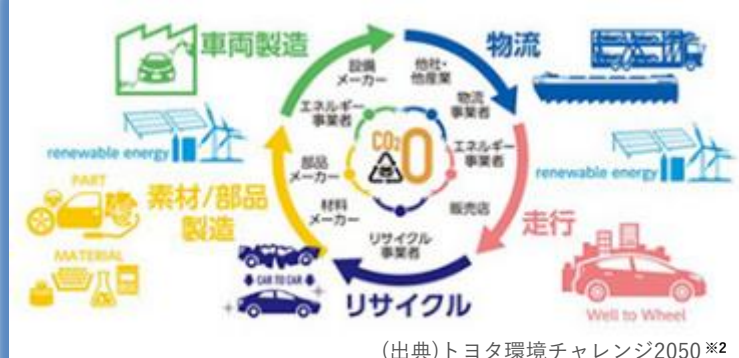 車両製造
物流
設備
メーカー
他社・
他産業
エネルギー
事業者
物流
事業者
CO₂
0
renewable energy
部品
メーカー
エネルギー
事業者
renewable energy
PART
素材/部品
製造
材料
メーカー
販売店
走行
MATERIAL
リサイクル
事業者
CAR TO CAR
リサイクル
Well to Wheel
(出典)トヨタ環境チャレンジ2050 ※2